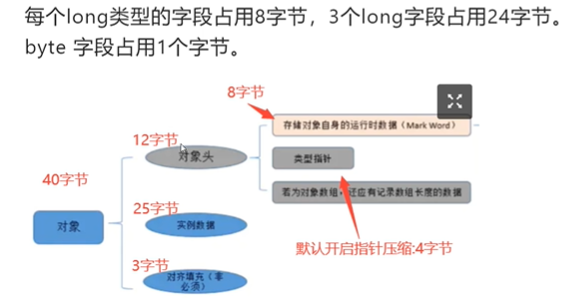 每个long类型的字段占用8字节，3个long字段占用24字节。
byte 字段占用1个字节。
8字节
存储对象自身的运行时数据（Mark Word）
12字节
对象头
类型指针
40字节
若为对象数组，还应有记录数组长度的数据
25字节
对象
实例数据
默认开启指针压缩:4字节
3字节
对齐填充（非
必须）